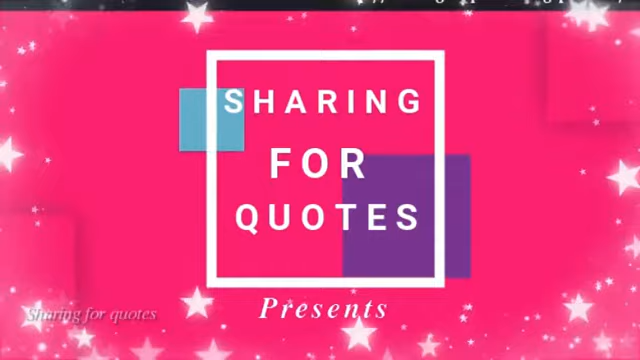 SHARING
FOR
QUOTES
Presents
Sharing for quotes